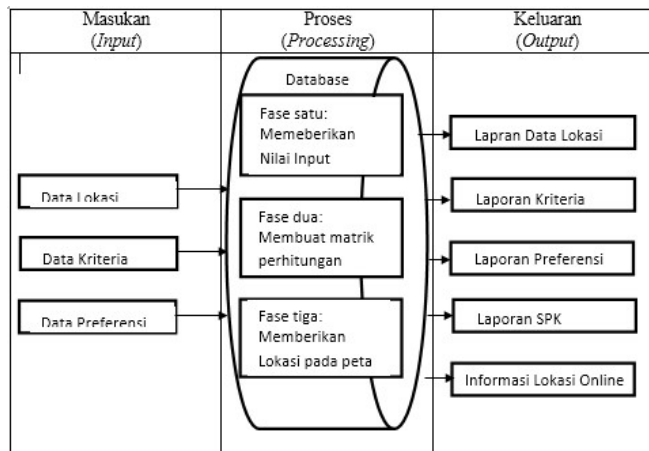 Masukan
(Input)
Proses
(Processing)
Keluaran
(Output)
Data Lokasi
Data Kriteria
Data Preferensi
Database
Fase satu:
Memeberikan
Nilai Input
Fase dua:
Membuat matrik
perhitungan
Fase tiga:
Memberikan
Lokasi pada peta
Lapran Data Lokasi
Laporan Kriteria
Laporan Preferensi
Laporan SPK
Informasi Lokasi Online